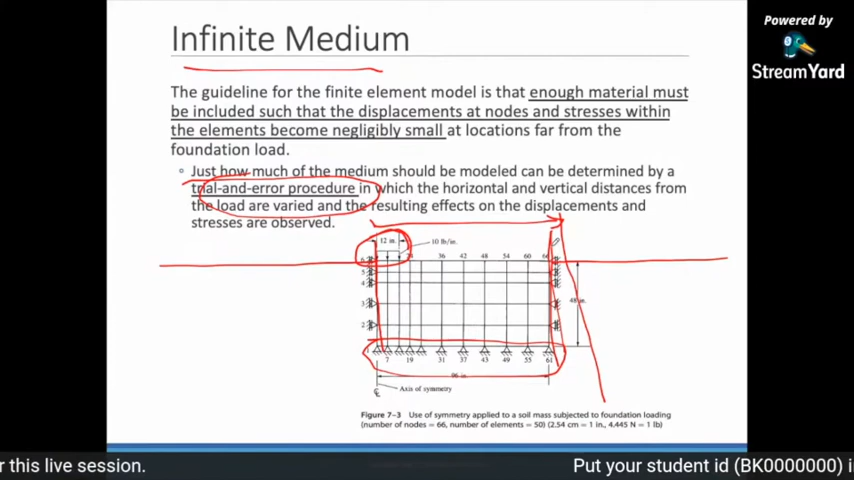 Powered by
StreamYard
Infinite Medium
The guideline for the finite element model is that enough material must
be included such that the displacements at nodes and stresses within
the elements become negligibly small at locations far from the
foundation load.
◦ Just how much of the medium should be modeled can be determined by a
trial-and-error procedure in which the horizontal and vertical distances from
the load are varied and the resulting effects on the displacements and
stresses are observed.
12 in.
10 lb/in.
6 24 36 42 48 54 60 66
5
4
3
2
48 in.
7 19 31 37 43 49 55 61
96 in.
Axis of symmetry
Figure 7-3 Use of symmetry applied to a soil mass subjected to foundation loading
(number of nodes = 66, number of elements = 50) (2.54 cm = 1 in., 4.445 N = 1 lb)
r this live session.
Put your student id (BK0000000) i